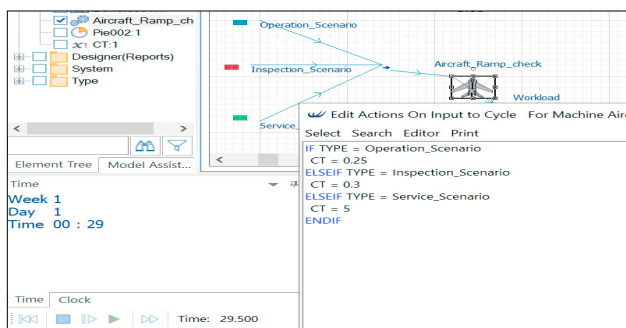 Aircraft_Ramp_ch
Pie002:1
CT:1
Designer(Reports)
System
Type
Element Tree
Model Assist...
Operation_Scenario
Inspection_Scenario
Service_
Aircraft_Ramp_check
Workload
Edit Actions On Input to Cycle For Machine Air
Select Search Editor Print
IF TYPE = Operation_Scenario
CT = 0.25
ELSEIF TYPE = Inspection_Scenario
CT = 0.3
ELSEIF TYPE = Service_Scenario
CT = 5
ENDIF
Time
Week 1
Day 1
Time 00 : 29
Time Clock
Time: 29.500